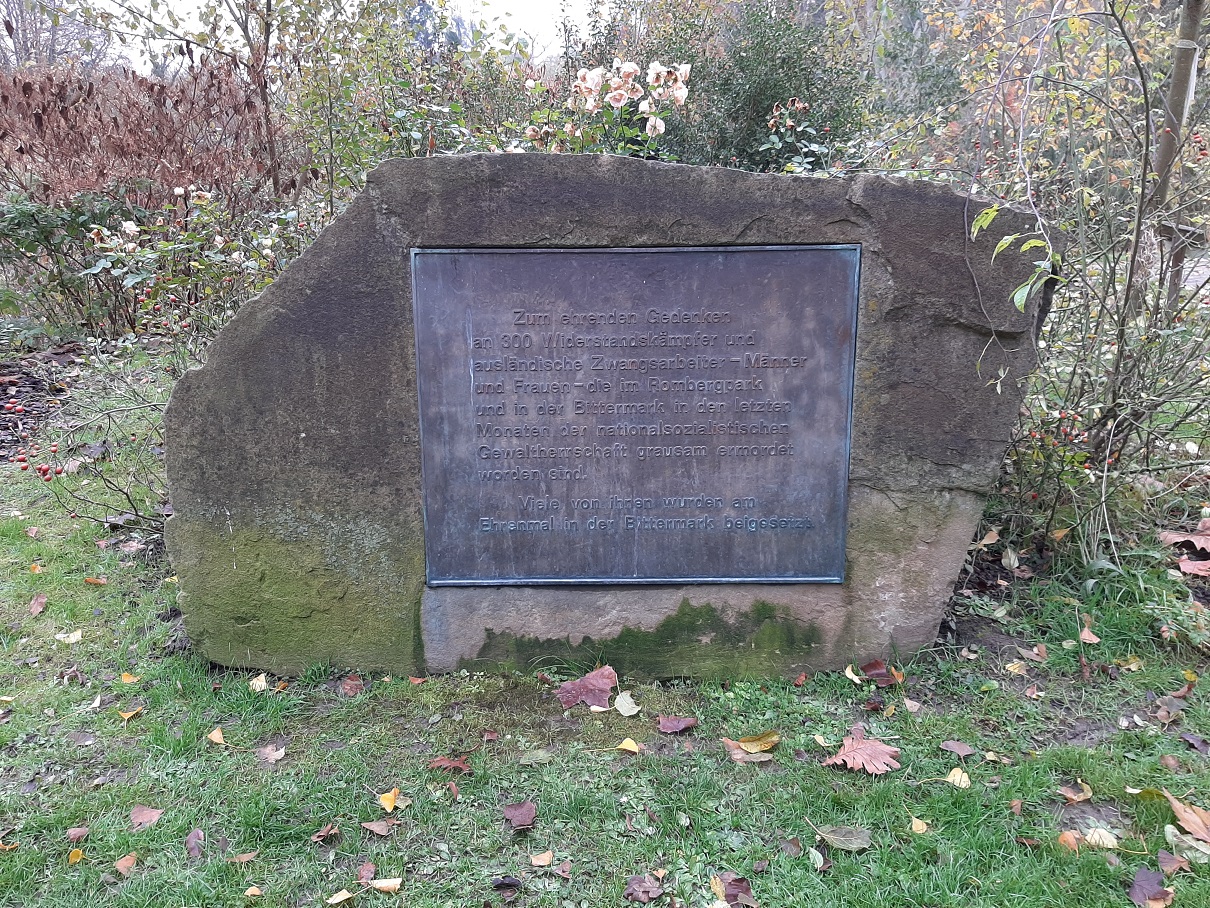 Zum ehrenden Gedenken
an 300 Widerstandskämpfer und
ausländische Zwangsarbeiter – Männer
und Frauen – die im Rombergpark
und in der Bittermark in den letzten
Monaten der nationalsozialistischen
Gewaltherrschaft grausam ermordet
worden sind.
Viele von ihnen wurden am
Ehrenmal in der Bittermark beigesetzt.